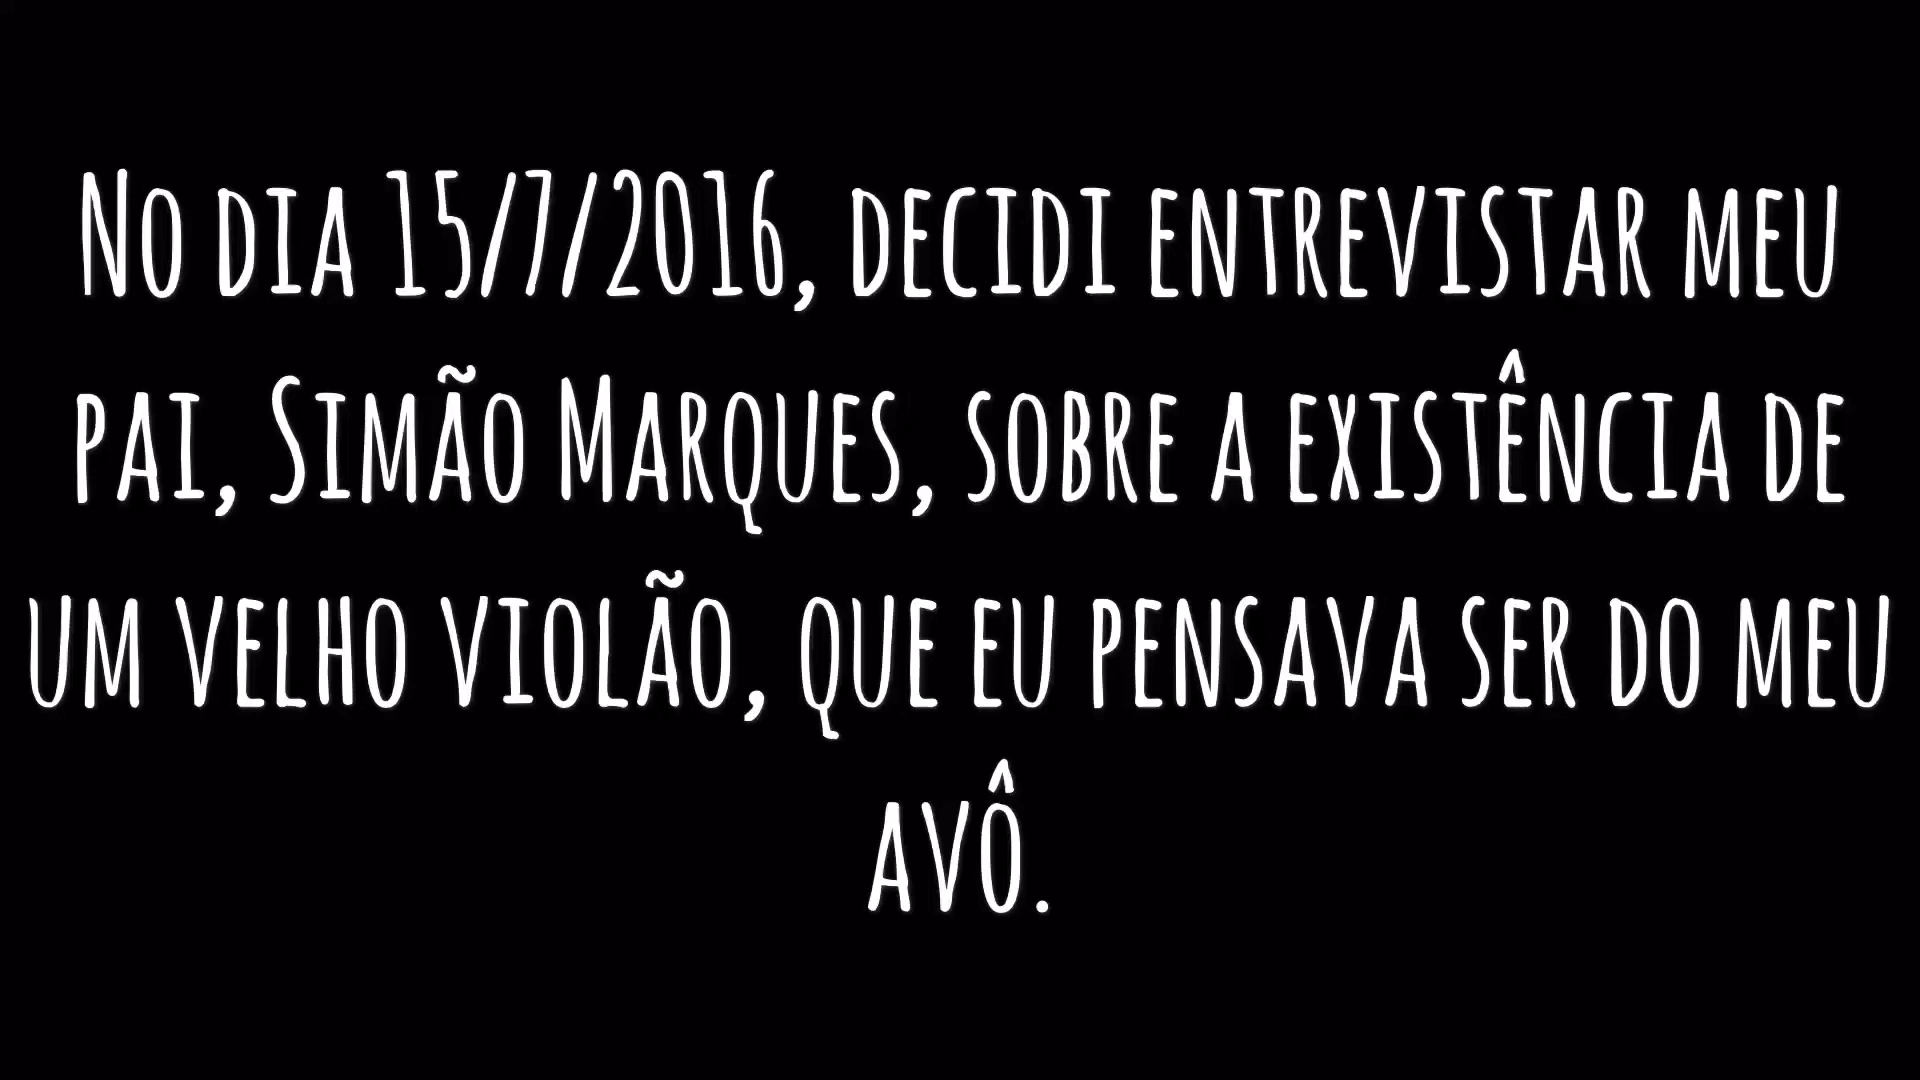 No dia 15/7/2016, decidi entrevistar meu
pai, Simão Marques, sobre a existência de
um velho violão, que eu pensava ser do meu
avô.